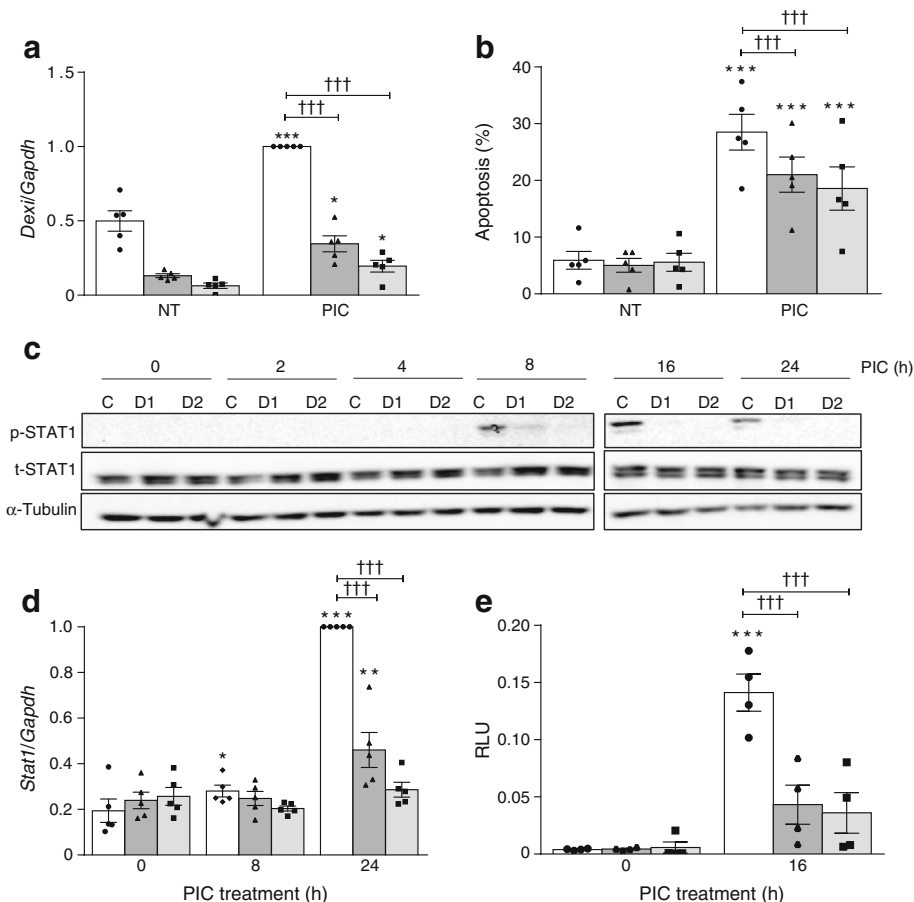 a
†††
†††
1.5
1.0
0.5
0
Dexi/Gapdh
***
*
*
NT
PIC
b
†††
†††
40
30
20
10
0
Apoptosis (%)
***
***
***
NT
PIC
c
0 2 4 8 16 24 PIC (h)
C D1 D2 C D1 D2 C D1 D2 C D1 D2 C D1 D2 C D1 D2
p-STAT1
t-STAT1
α-Tubulin
d
†††
†††
1.0
0.8
0.6
0.4
0.2
0
Stat1/Gapdh
*
***
**
0 8 24
PIC treatment (h)
e
†††
†††
0.20
0.15
0.10
0.05
0
RLU
***
0 16
PIC treatment (h)